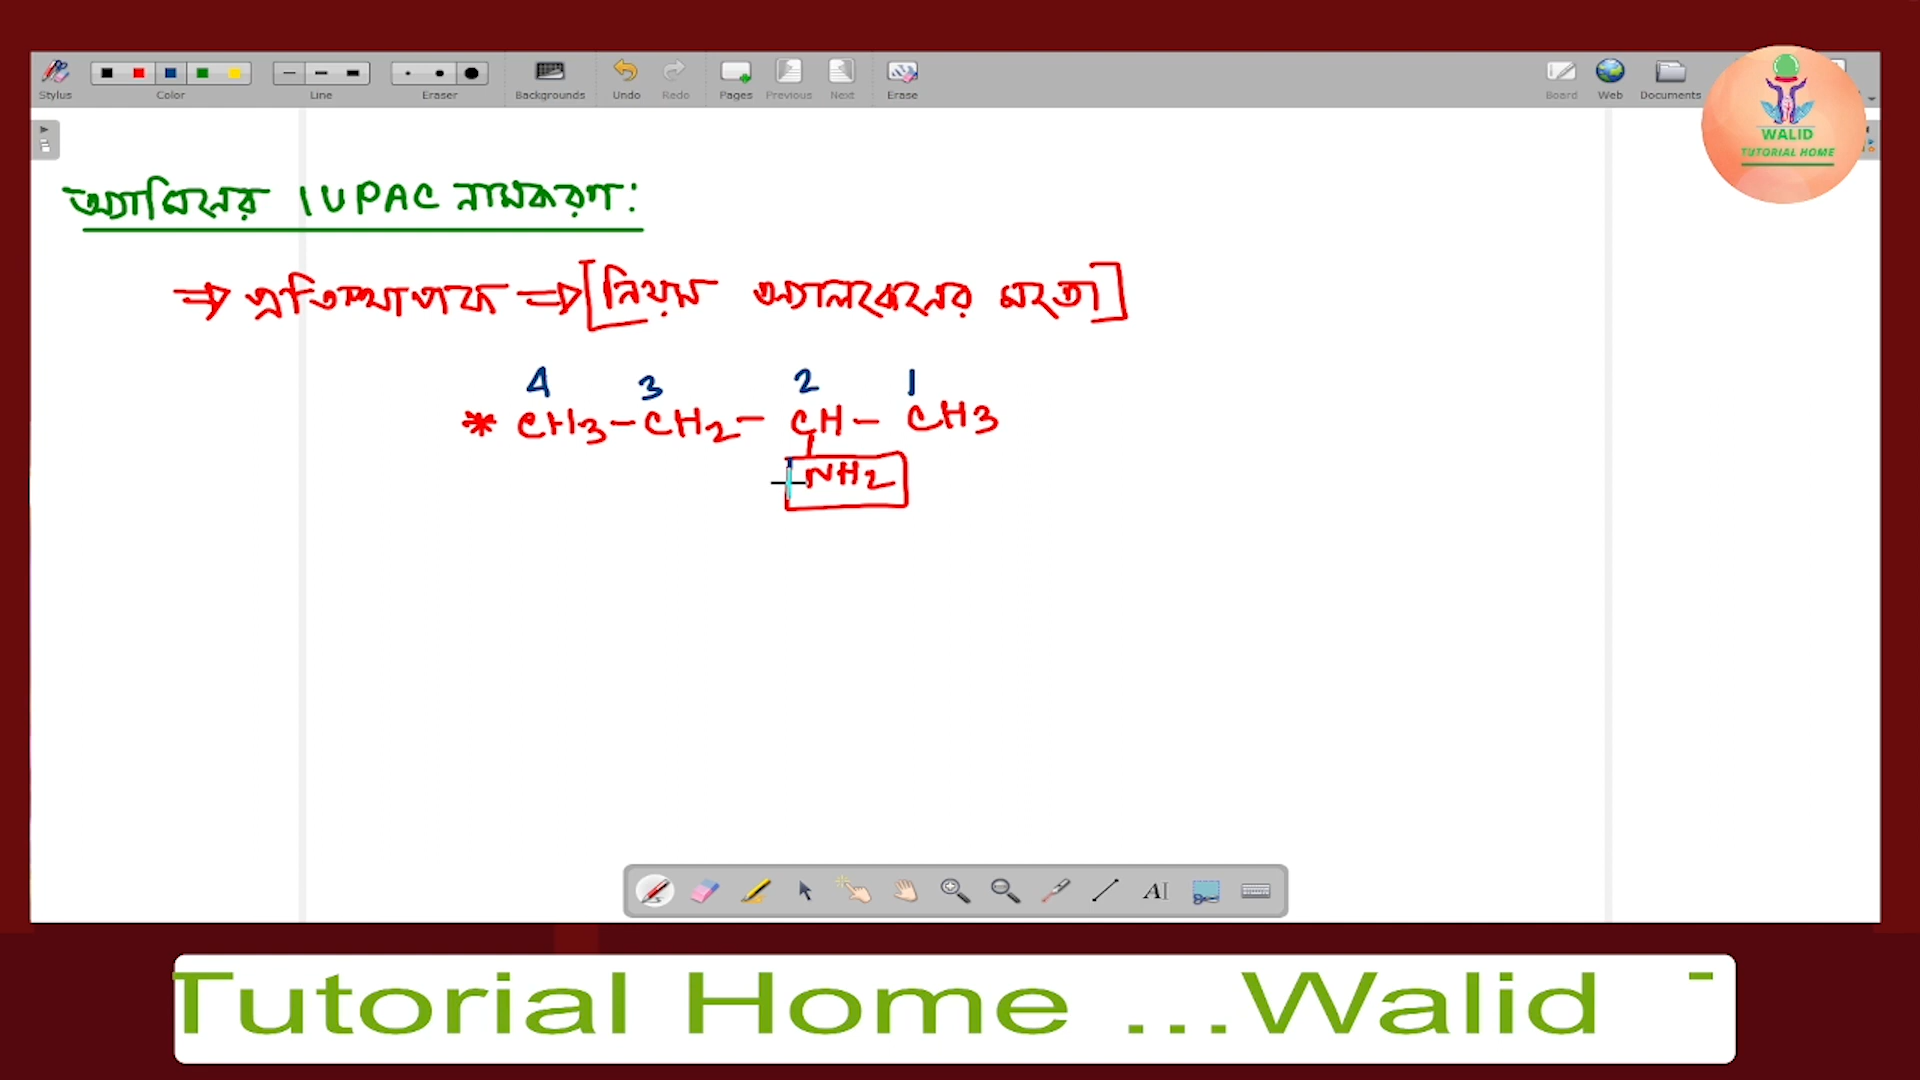 Stylus
Color
Line
Eraser
Backgrounds
Undo
Redo
Pages
Previous
Next
Erase
Board
Web
Documents
WALID
TUTORIAL HOME
অ্যামিনের IUPAC নামকরণ:
⇒ প্রতিস্থাপক ⇒ [নিয়ম অ্যালকেনের মতো]
4 3 2 1
* CH3-CH2-CH-CH3
NH2
AI
Tutorial Home ...Walid